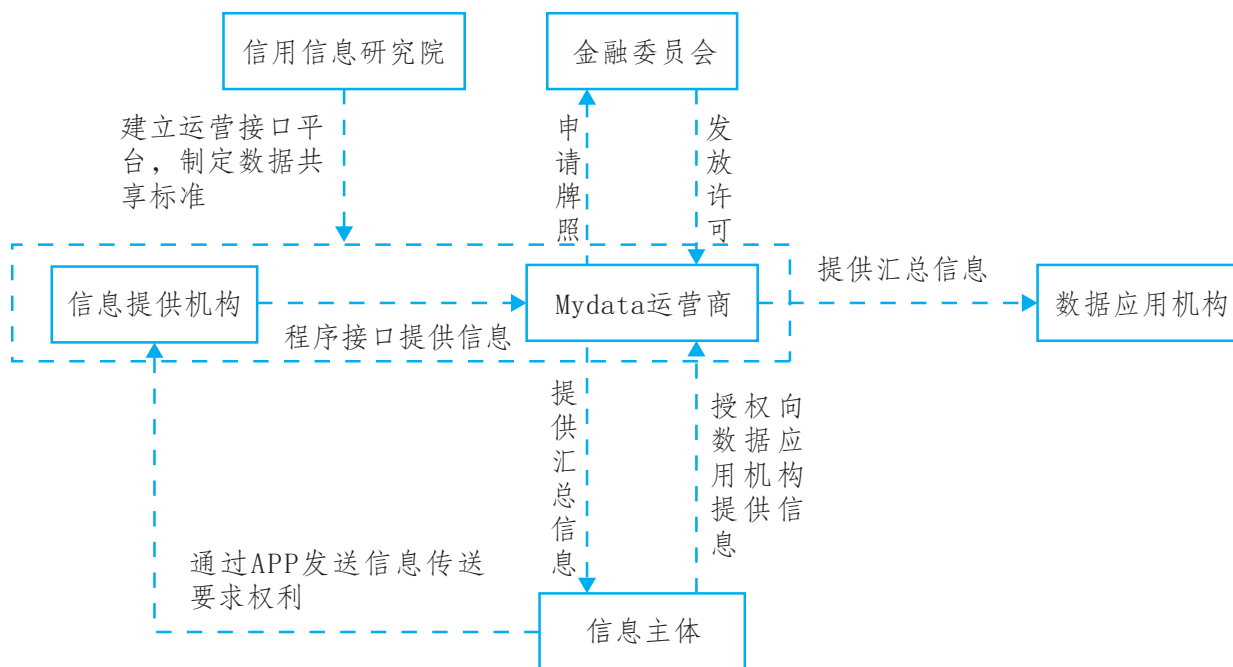 信用信息研究院
金融委员会
建立运营接口平
台，制定数据共
享标准
申请牌照
发放许可
信息提供机构
程序接口提供信息
Mydata运营商
提供汇总信息
数据应用机构
提供汇总信息
授权向
数据应
用机构
提供信
息
通过APP发送信息传送
要求权利
信息主体